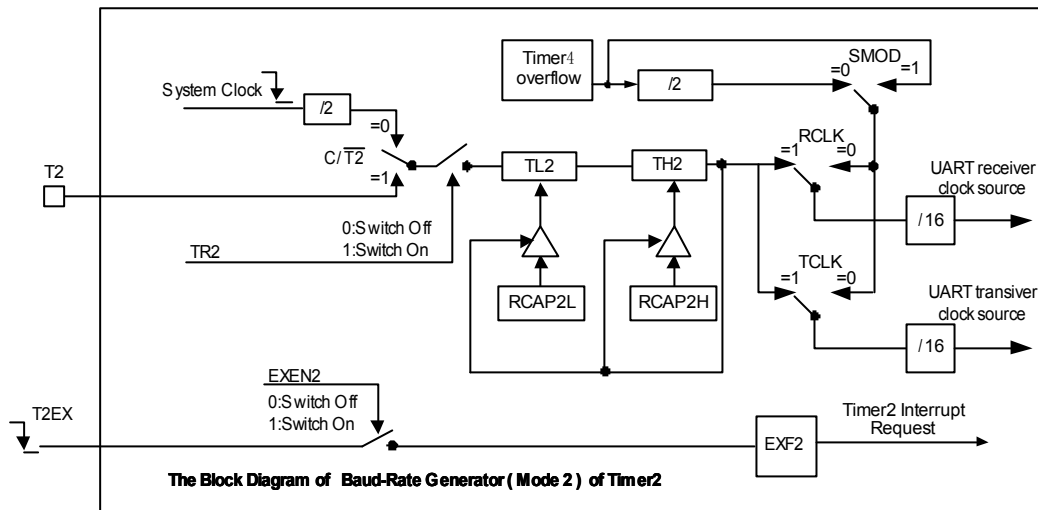 Timer4
overflow
/2
SMOD
=0
=1
System Clock
/2
=0
C/T2
=1
T2
TL2
TH2
RCLK
=1
=0
UART receiver
clock source
/ 16
0:Switch Off
1:Switch On
TR2
RCAP2L
RCAP2H
TCLK
=1
=0
UART transiver
clock source
/ 16
EXEN2
0:Switch Off
1:Switch On
T2EX
EXF2
Timer2 Interrupt
Request
The Block Diagram of Baud-Rate Generator ( Mode 2 ) of Timer2